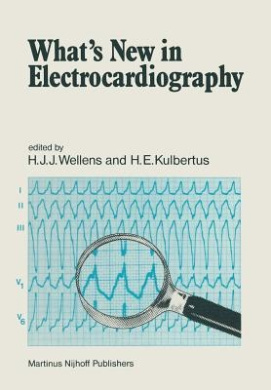 What's New in
Electrocardiography
edited by
H.J.J. Wellens and H.E. Kulbertus
I
II
III
V1
V6
Martinus Nijhoff Publishers